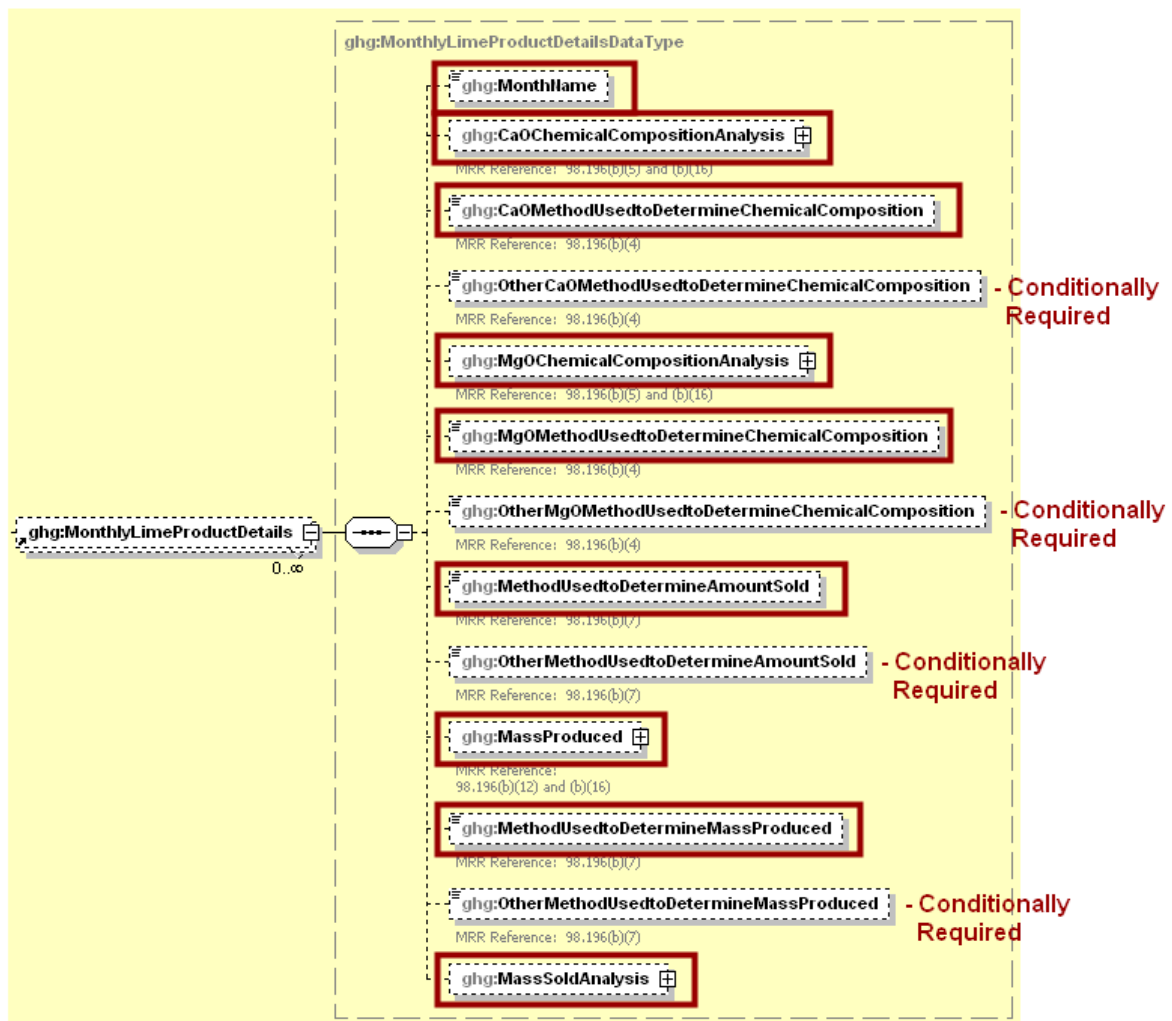 ghg:MonthlyLimeProductDetailsDataType
ghg:MonthName
ghg:CaOChemicalCompositionAnalysis
MRR Reference: 98.196(b)(5) and (b)(16)
ghg:CaOMethodUsedtoDetermineChemicalComposition
MRR Reference: 98.196(b)(4)
ghg:OtherCaOMethodUsedtoDetermineChemicalComposition
- Conditionally
Required
MRR Reference: 98.196(b)(4)
ghg:MgOChemicalCompositionAnalysis
MRR Reference: 98.196(b)(5) and (b)(16)
ghg:MgOMethodUsedtoDetermineChemicalComposition
MRR Reference: 98.196(b)(4)
ghg:OtherMgOMethodUsedtoDetermineChemicalComposition
- Conditionally
Required
MRR Reference: 98.196(b)(4)
ghg:MonthlyLimeProductDetails
0..∞
ghg:MethodUsedtoDetermineAmountSold
MRR Reference: 98.196(b)(7)
ghg:OtherMethodUsedtoDetermineAmountSold
- Conditionally
Required
MRR Reference: 98.196(b)(7)
ghg:MassProduced
MRR Reference:
98.196(b)(12) and (b)(16)
ghg:MethodUsedtoDetermineMassProduced
MRR Reference: 98.196(b)(7)
ghg:OtherMethodUsedtoDetermineMassProduced
- Conditionally
Required
MRR Reference: 98.196(b)(7)
ghg:MassSoldAnalysis